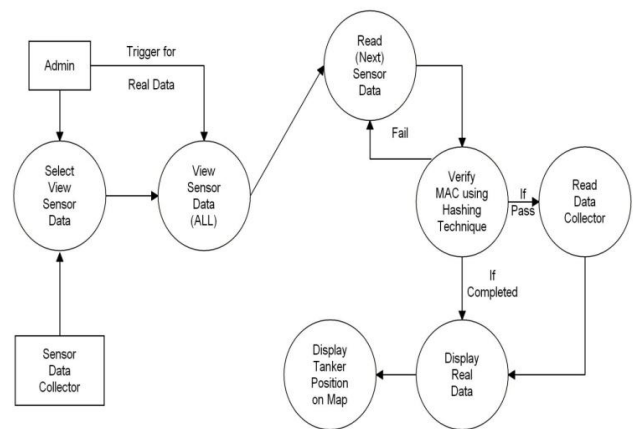 Admin
Trigger for
Real Data
Read
(Next)
Sensor
Data
Fail
Select
View
Sensor
Data
View
Sensor
Data
(ALL)
Verify
MAC using
Hashing
Technique
If
Pass
Read
Data
Collector
If
Completed
Sensor
Data
Collector
Display
Tanker
Position
on Map
Display
Real
Data